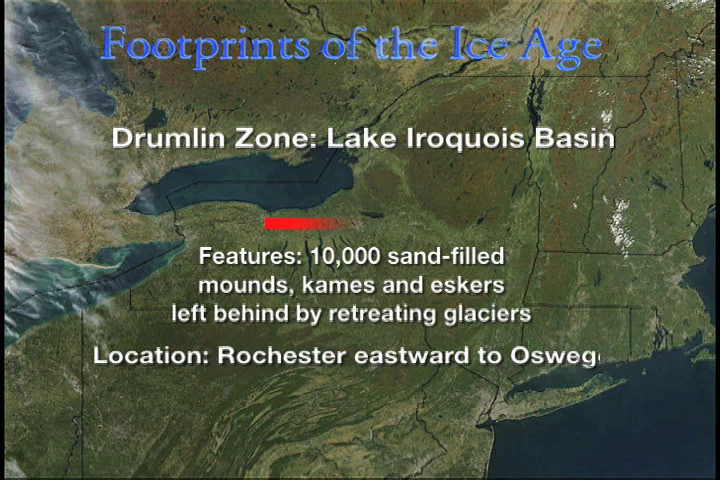 Footprints of the Ice Age
Drumlin Zone: Lake Iroquois Basin
Features: 10,000 sand-filled
mounds, kames and eskers
left behind by retreating glaciers
Location: Rochester eastward to Osweg